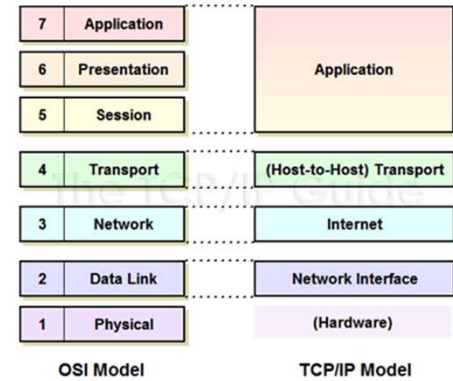 7 Application
6 Presentation
5 Session
Application
4 Transport
(Host-to-Host) Transport
The TCP/IP Guide
3 Network
Internet
2 Data Link
Network Interface
1 Physical
(Hardware)
OSI Model
TCP/IP Model